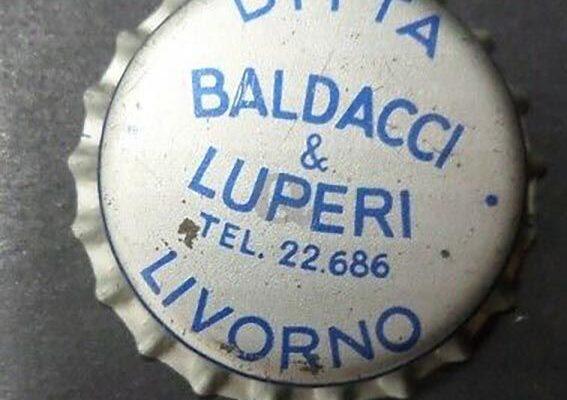 DITTA
BALDACCI
&
LUPERI
TEL. 22.686
LIVORNO